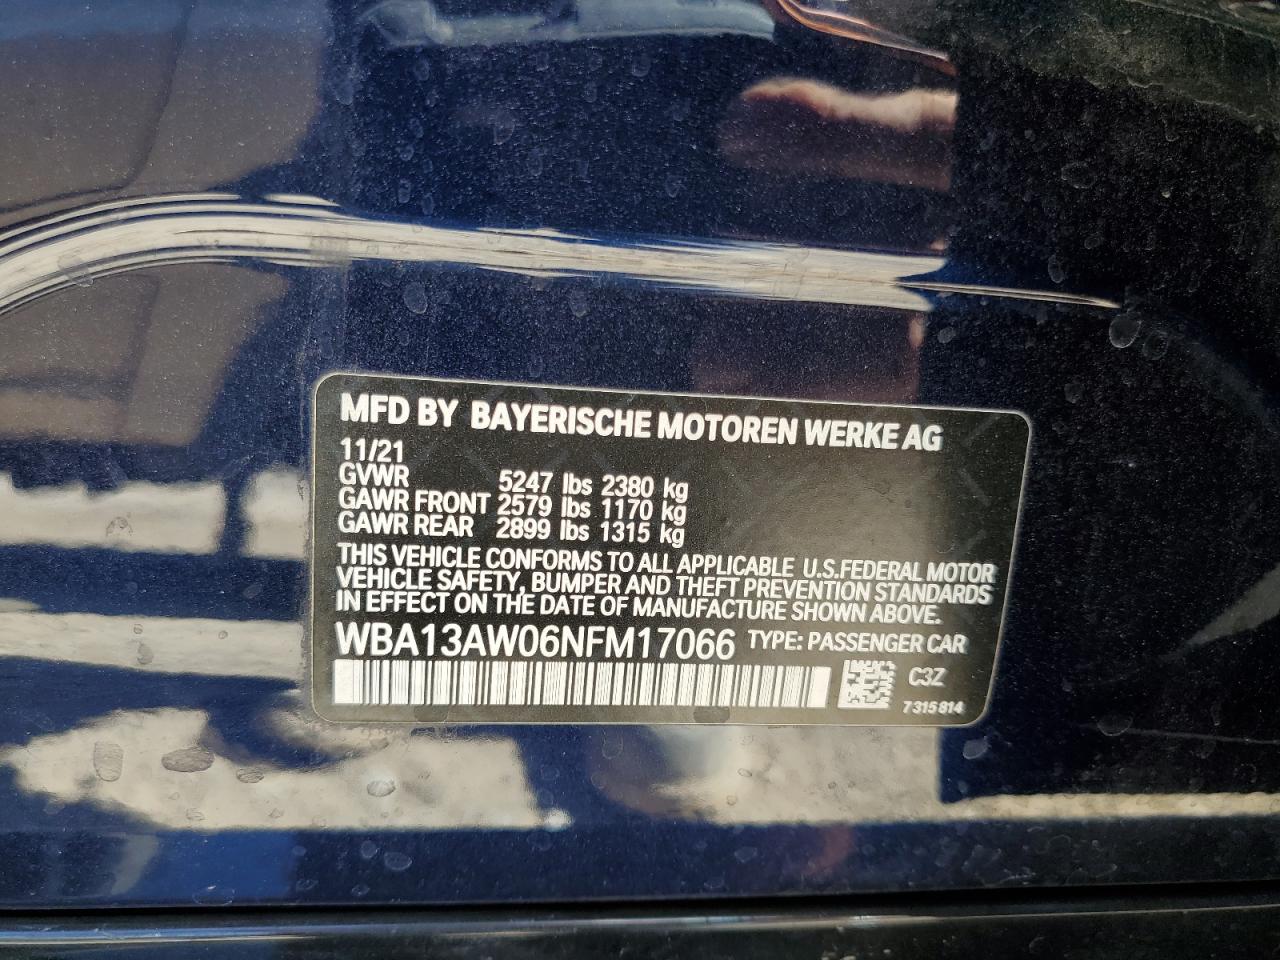 MFD BY BAYERISCHE MOTOREN WERKE AG
11/21
GVWR 5247 lbs 2380 kg
GAWR FRONT 2579 lbs 1170 kg
GAWR REAR 2899 lbs 1315 kg
THIS VEHICLE CONFORMS TO ALL APPLICABLE U.S.FEDERAL MOTOR
VEHICLE SAFETY, BUMPER AND THEFT PREVENTION STANDARDS
IN EFFECT ON THE DATE OF MANUFACTURE SHOWN ABOVE.
WBA13AW06NFM17066 TYPE: PASSENGER CAR
C3Z
7315814